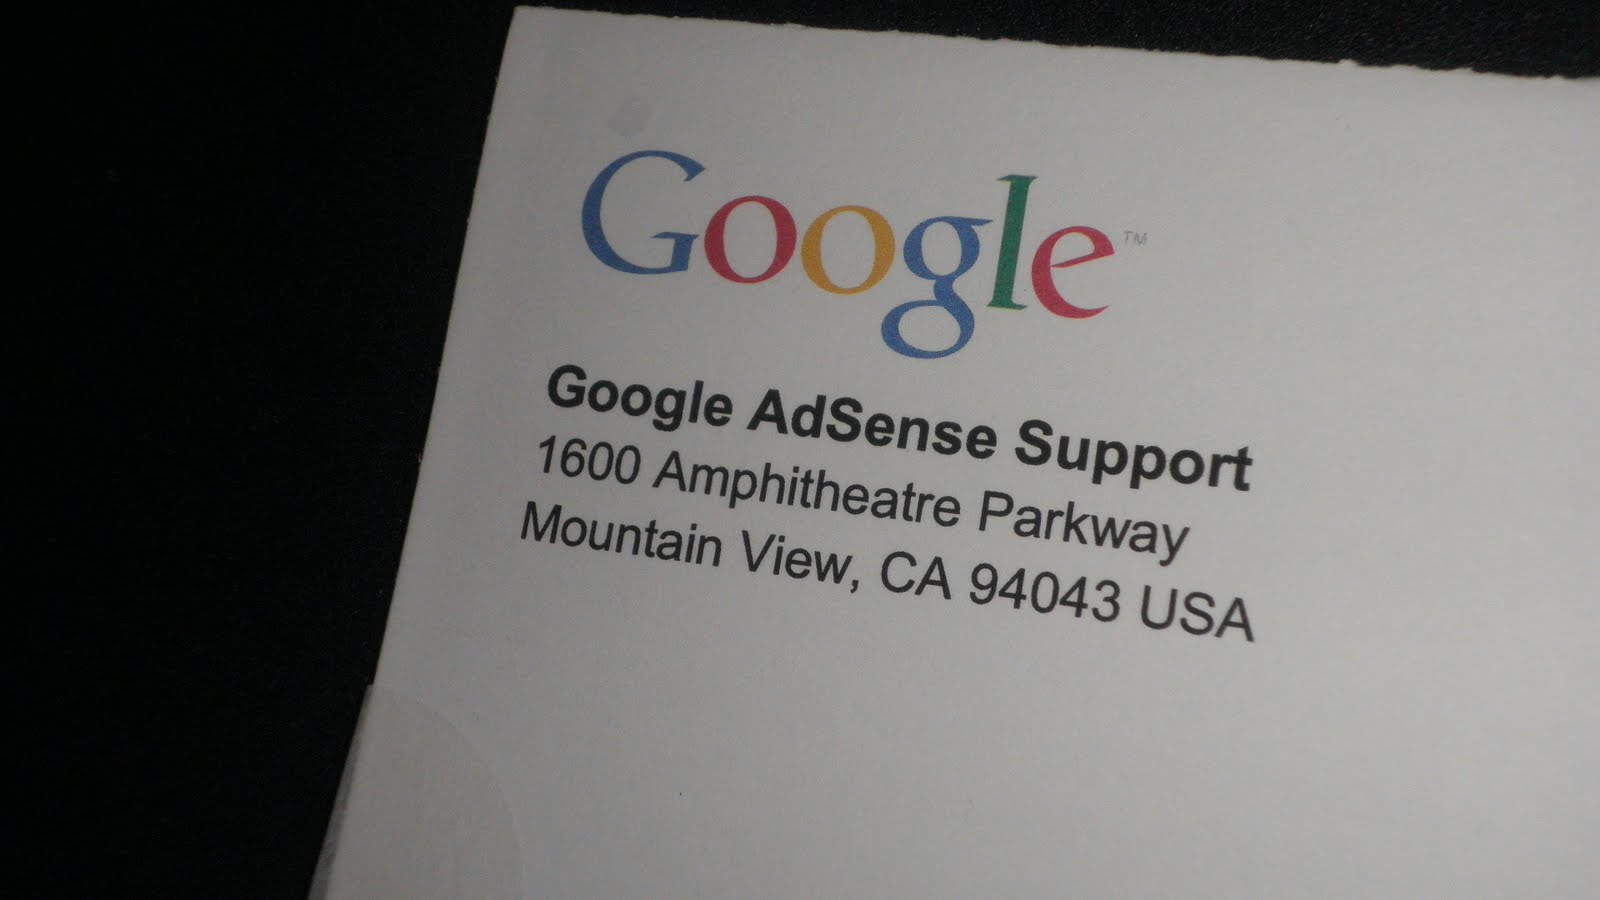 Google™
Google AdSense Support
1600 Amphitheatre Parkway
Mountain View, CA 94043 USA